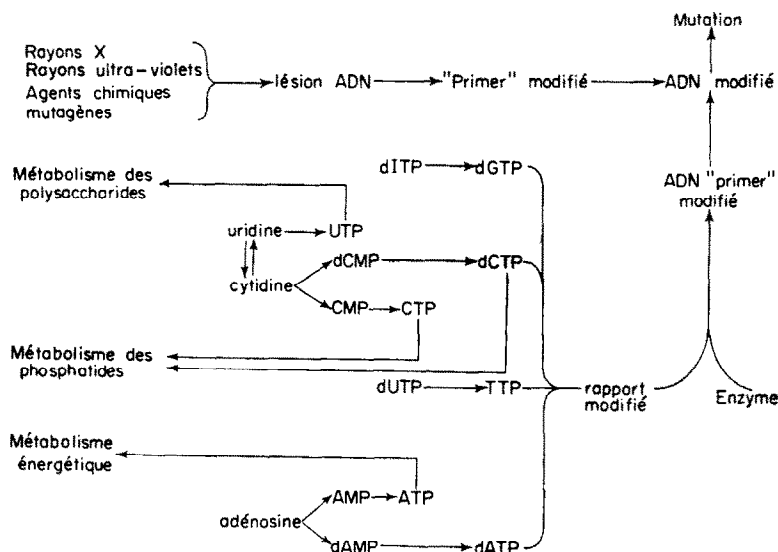 Mutation
Rayons X
Rayons ultra-violets
Agents chimiques
mutagènes
lésion ADN
"Primer" modifié
ADN modifié
Métabolisme des
polysaccharides
dITP
dGTP
ADN "primer"
modifié
uridine
UTP
dCMP
dCTP
cytidine
CMP
CTP
Métabolisme des
phosphatides
dUTP
TTP
rapport
modifié
Enzyme
Métabolisme
énergétique
AMP
ATP
adénosine
dAMP
dATP